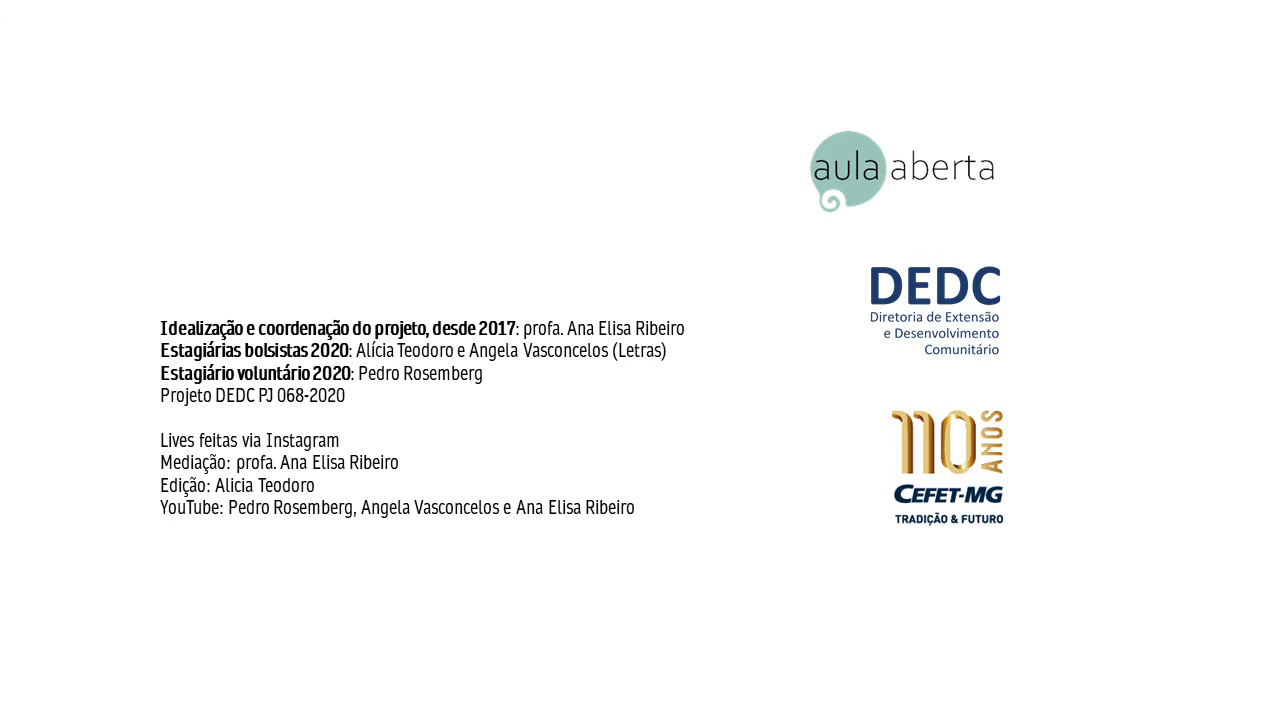 Idealização e coordenação do projeto, desde 2017: profa. Ana Elisa Ribeiro
Estagiárias bolsistas 2020: Alícia Teodoro e Angela Vasconcelos (Letras)
Estagiário voluntário 2020: Pedro Rosemberg
Projeto DEDC PJ 068-2020
Lives feitas via Instagram
Mediação: profa. Ana Elisa Ribeiro
Edição: Alicia Teodoro
YouTube: Pedro Rosemberg, Angela Vasconcelos e Ana Elisa Ribeiro
aula aberta
DEDC
Diretoria de Extensão
e Desenvolvimento
Comunitário
110 ANOS
CEFET-MG
TRADIÇÃO & FUTURO